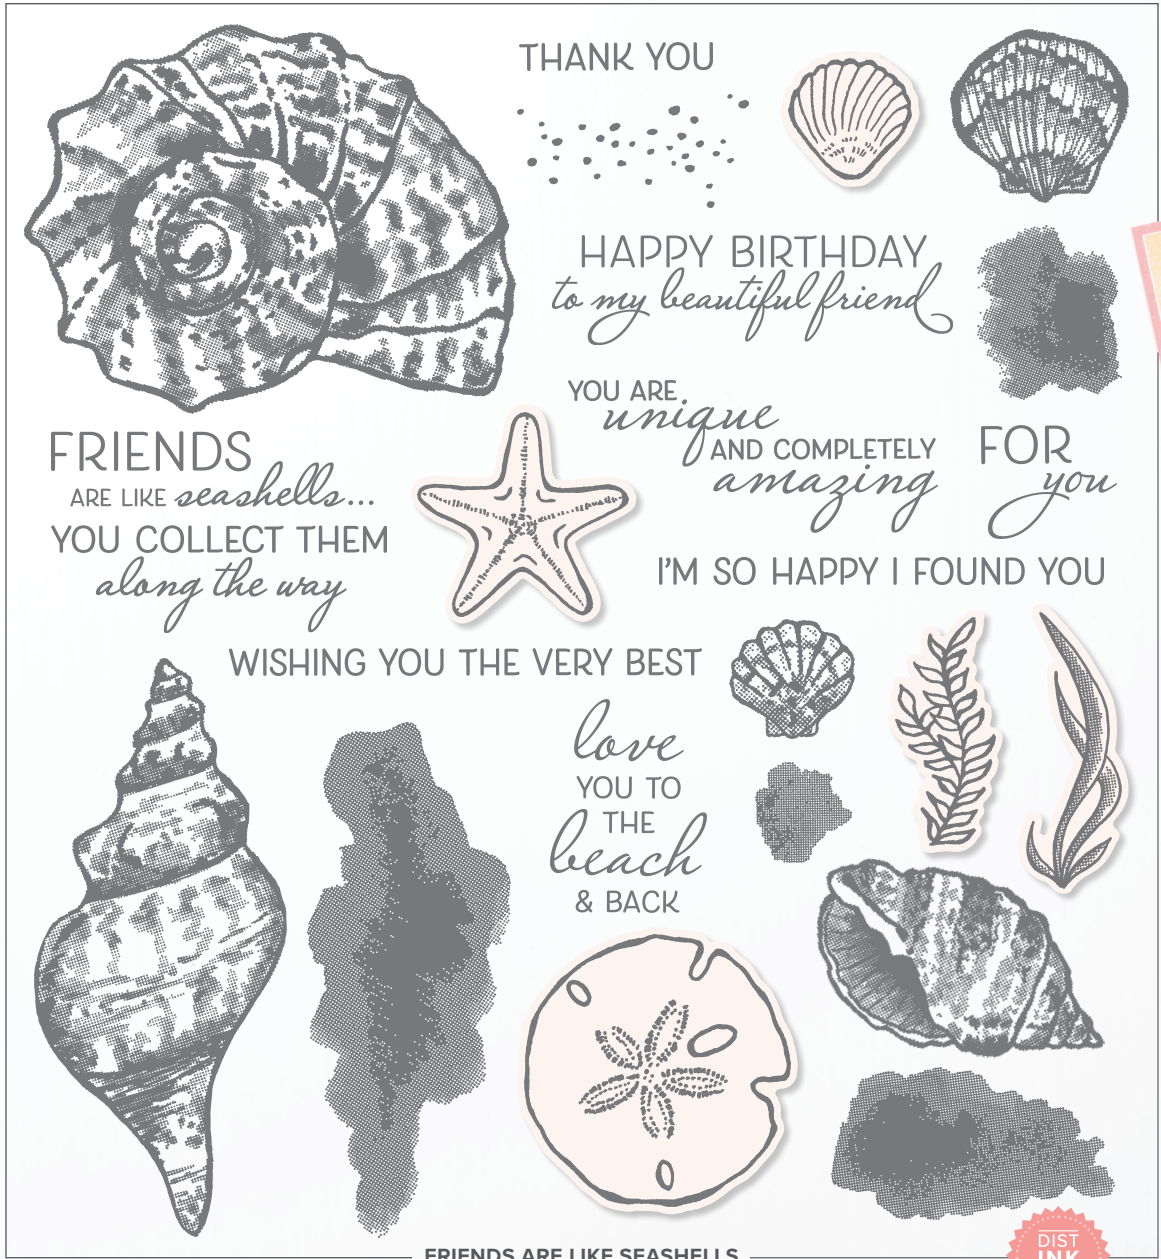 THANK YOU
HAPPY BIRTHDAY
to my beautiful friend
YOU ARE
unique
AND COMPLETELY
amazing
FOR
you
FRIENDS
ARE LIKE seashells...
YOU COLLECT THEM
along the way
I'M SO HAPPY I FOUND YOU
WISHING YOU THE VERY BEST
love
YOU TO
THE
beach
& BACK
FRIENDS ARE LIKE SEASHELLS
DIST
INK